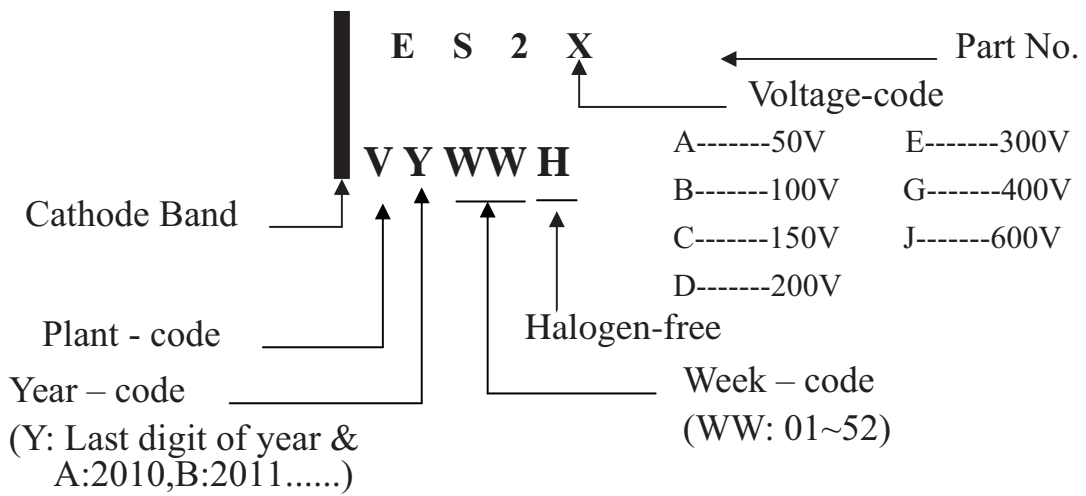 E S 2 X
Part No.
Voltage-code
A-------50V E-------300V
V Y WW H
B-------100V G-------400V
Cathode Band
C-------150V J-------600V
D-------200V
Plant - code
Halogen-free
Year – code
Week – code
(Y: Last digit of year &
(WW: 01~52)
A:2010,B:2011......)